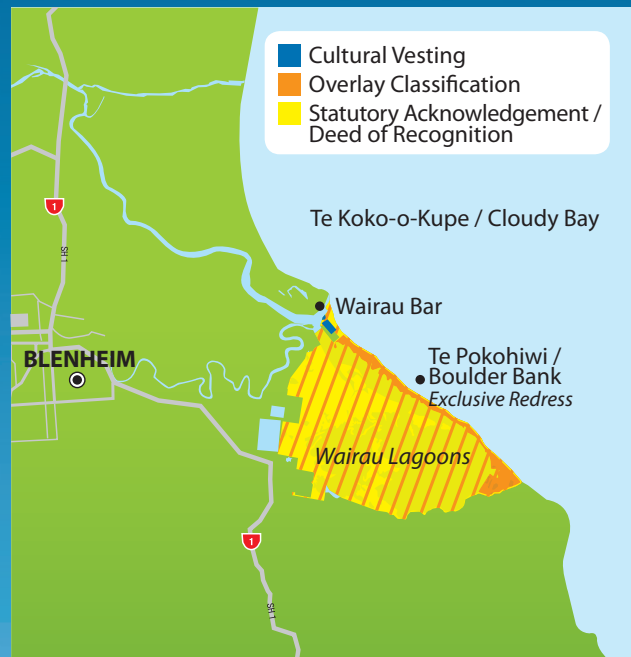 Cultural Vesting
Overlay Classification
Statutory Acknowledgement /
Deed of Recognition
1
SH 1
Te Koko-o-Kupe / Cloudy Bay
Wairau Bar
BLENHEIM
Te Pokohiwi /
Boulder Bank
Exclusive Redress
Wairau Lagoons
1
SH 1